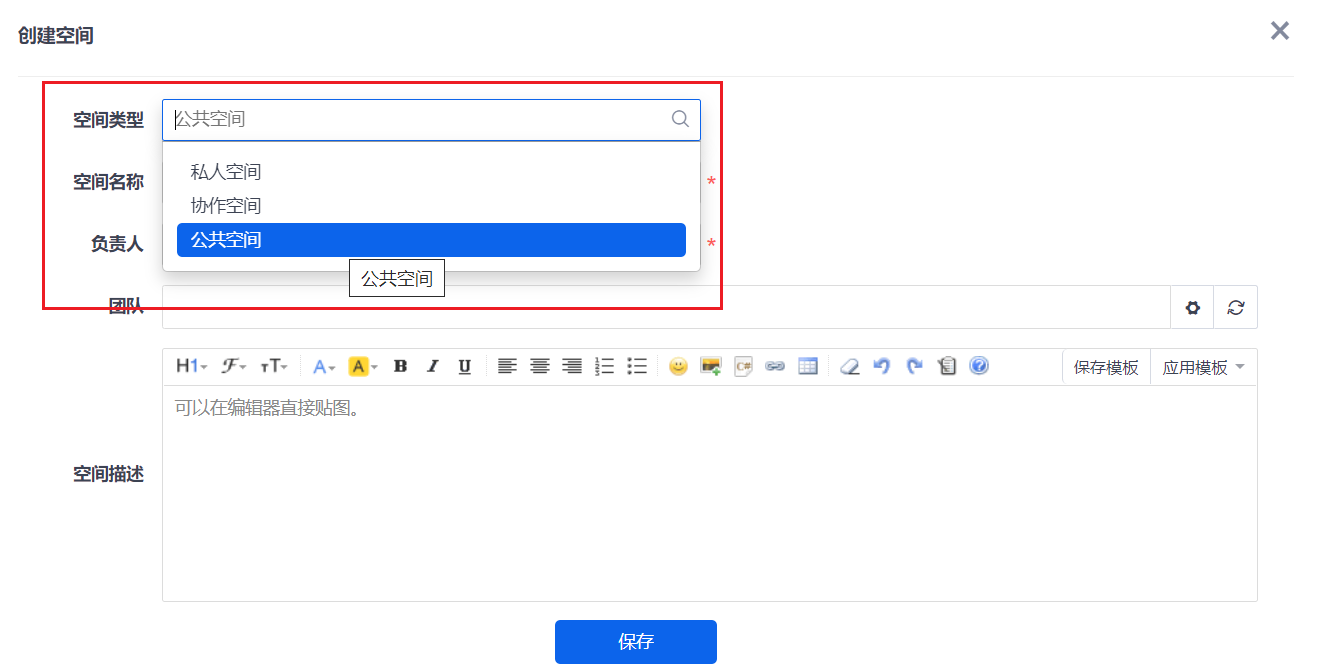 创建空间
空间类型 公共空间
私人空间
空间名称 *
协作空间
公共空间
负责人 *
公共空间
团队
H1 ℱ тT A A B I U C# ? 保存模板 应用模板
可以在编辑器直接贴图。
空间描述
保存